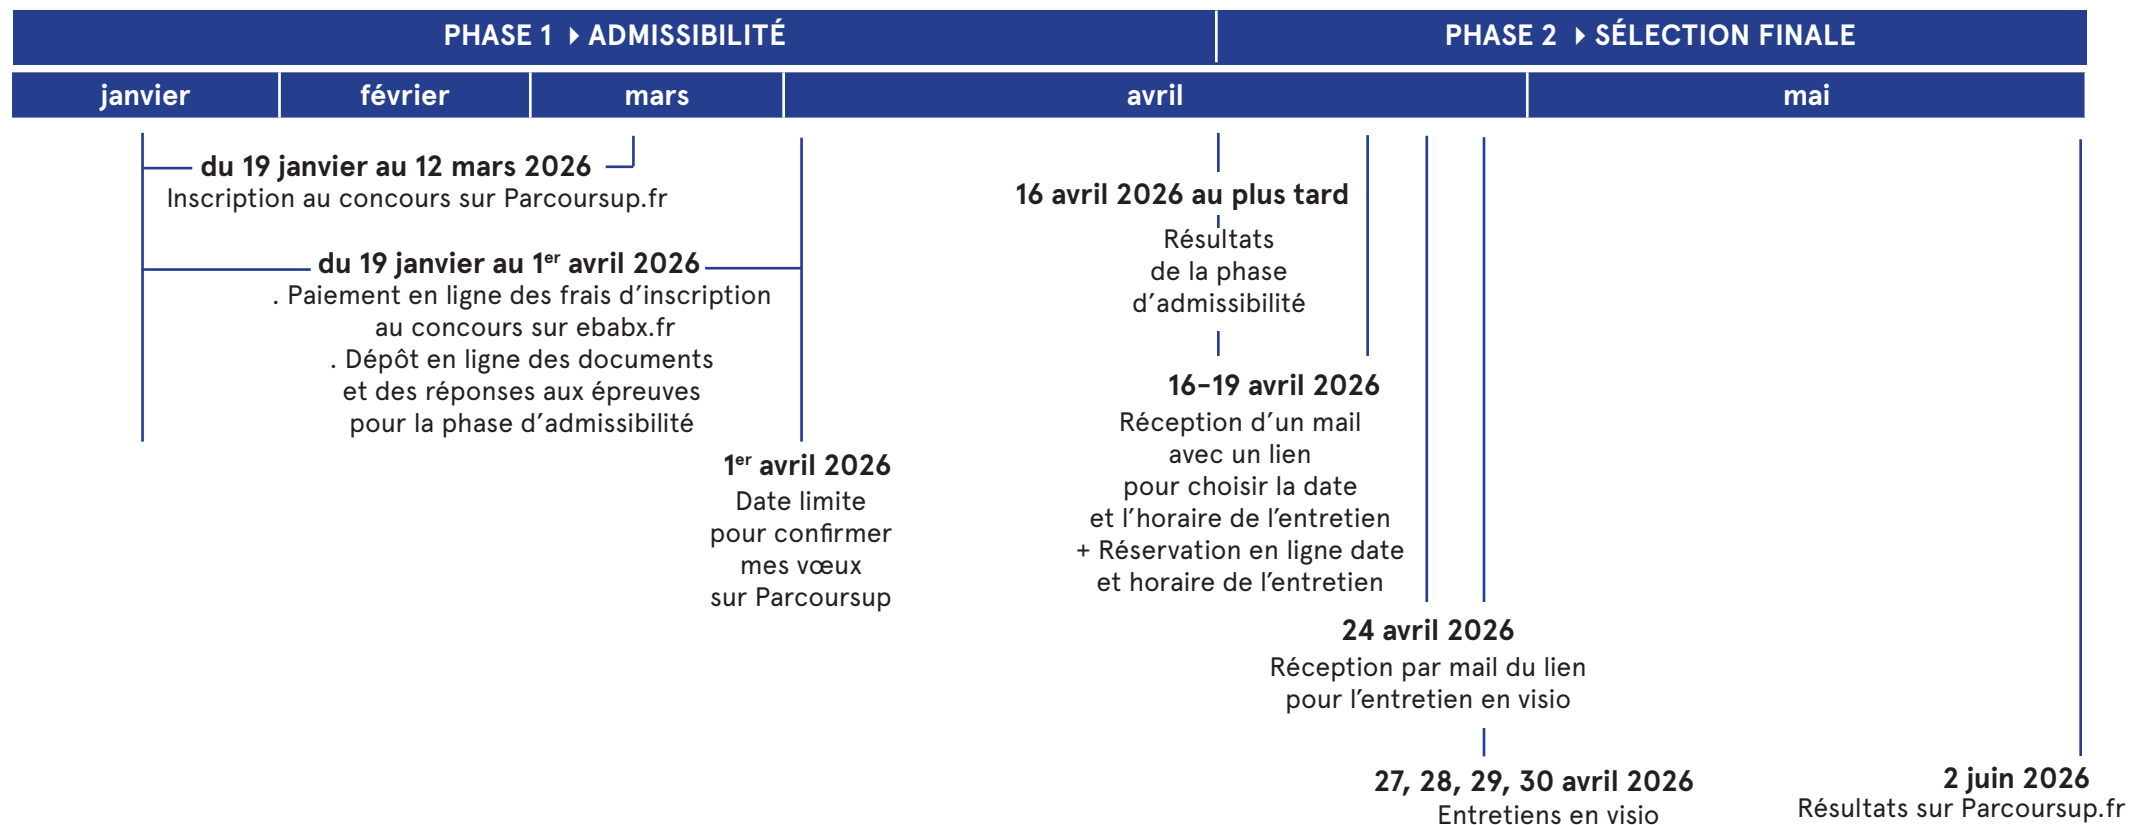 PHASE 1 ▸ ADMISSIBILITÉ
PHASE 2 ▸ SÉLECTION FINALE
janvier
février
mars
avril
mai
du 19 janvier au 12 mars 2026
Inscription au concours sur Parcoursup.fr
du 19 janvier au 1er avril 2026
. Paiement en ligne des frais d’inscription
au concours sur ebabx.fr
. Dépôt en ligne des documents
et des réponses aux épreuves
pour la phase d’admissibilité
1er avril 2026
Date limite
pour confirmer
mes vœux
sur Parcoursup
16 avril 2026 au plus tard
Résultats
de la phase
d’admissibilité
16-19 avril 2026
Réception d’un mail
avec un lien
pour choisir la date
et l’horaire de l’entretien
+ Réservation en ligne date
et horaire de l’entretien
24 avril 2026
Réception par mail du lien
pour l’entretien en visio
27, 28, 29, 30 avril 2026
Entretiens en visio
2 juin 2026
Résultats sur Parcoursup.fr